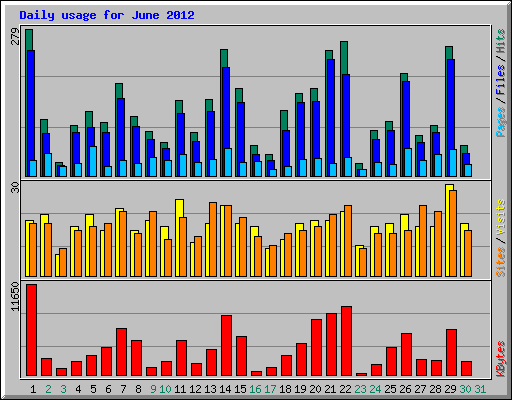 Daily usage for June 2012
279
Pages / Files / Hits
30
Sites / Visits
11650
KBytes
1 2 3 4 5 6 7 8 9 10 11 12 13 14 15 16 17 18 19 20 21 22 23 24 25 26 27 28 29 30 31